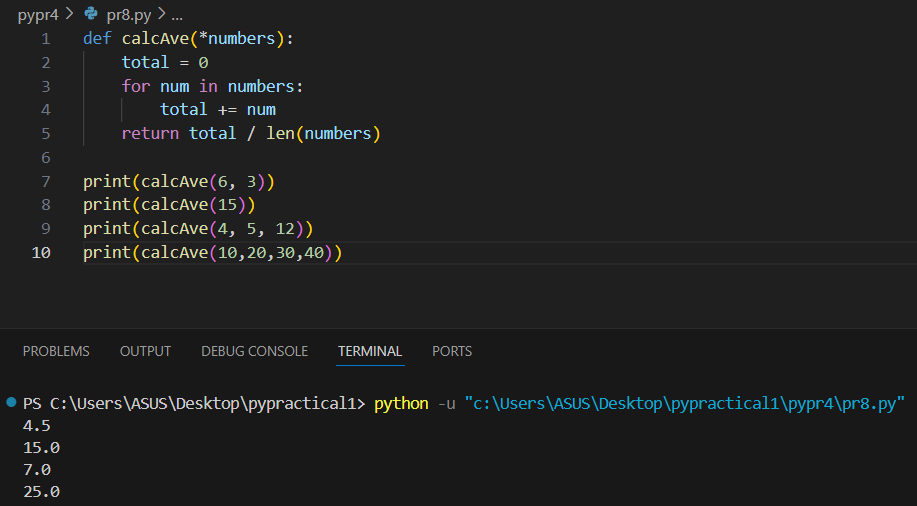 pypr4 > pr8.py > ...
1 def calcAve(*numbers):
2     total = 0
3     for num in numbers:
4         total += num
5     return total / len(numbers)
6
7 print(calcAve(6, 3))
8 print(calcAve(15))
9 print(calcAve(4, 5, 12))
10 print(calcAve(10,20,30,40))
PROBLEMS OUTPUT DEBUG CONSOLE TERMINAL PORTS
PS C:\Users\ASUS\Desktop\pypractical1> python -u "c:\Users\ASUS\Desktop\pypractical1\pypr4\pr8.py"
4.5
15.0
7.0
25.0